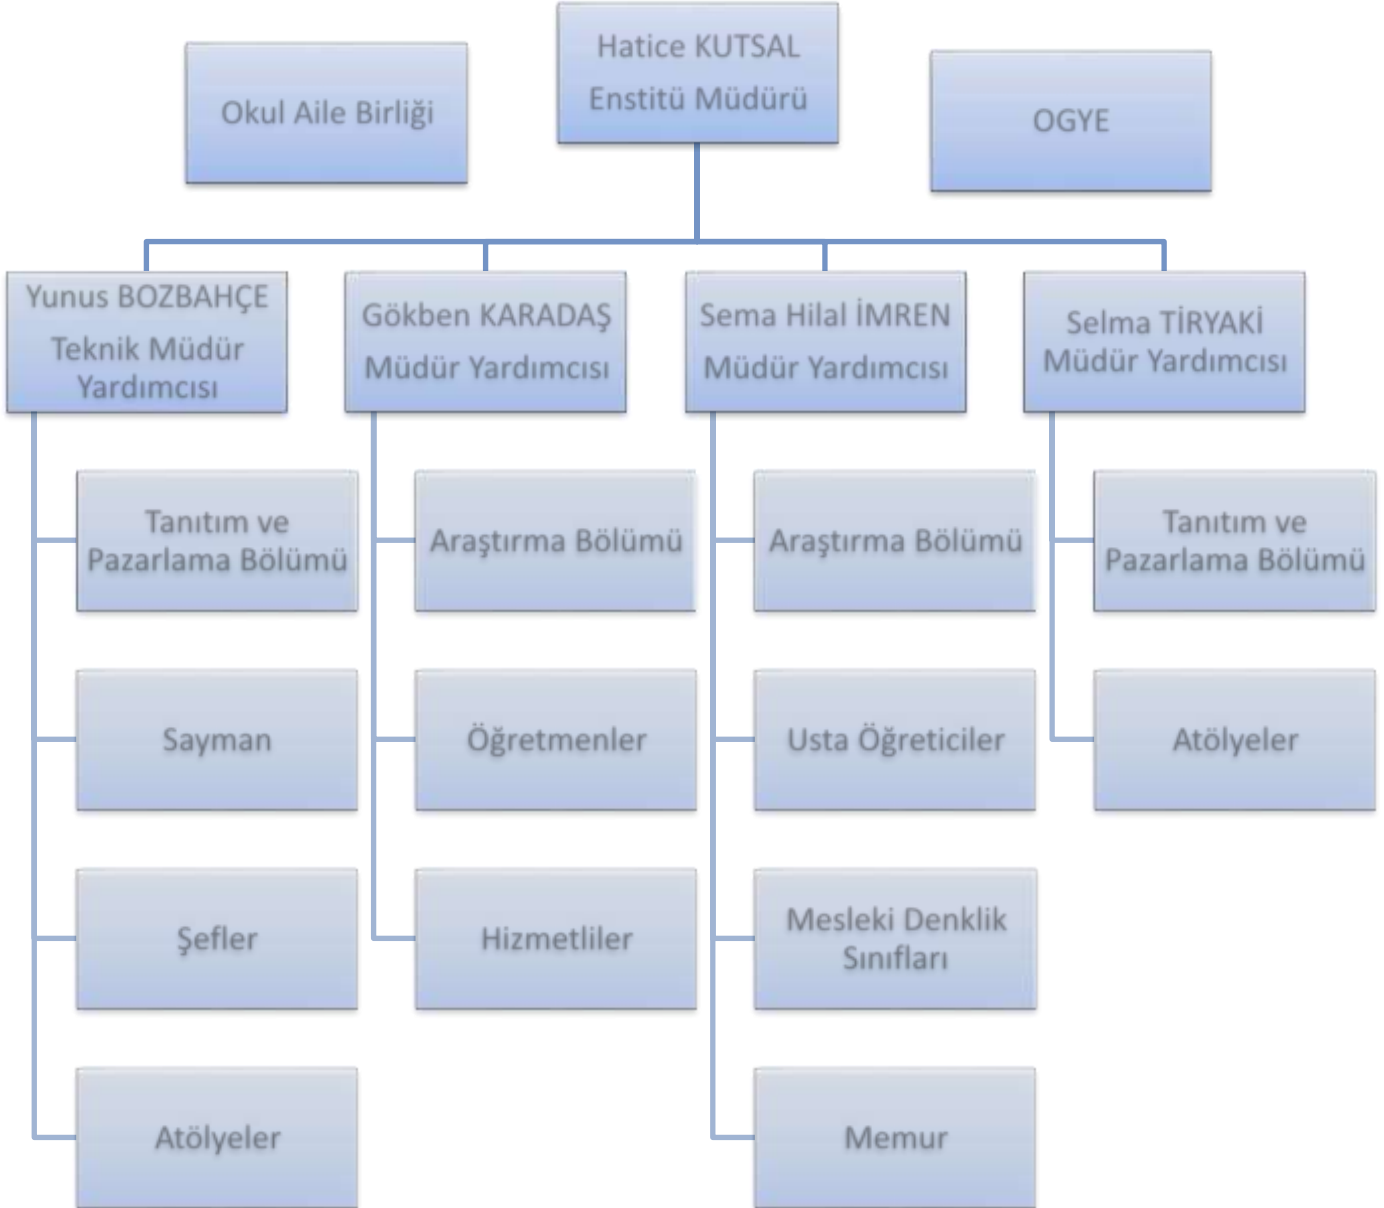 Hatice KUTSAL
Enstitü Müdürü
Okul Aile Birliği
OGYE
Yunus BOZBAHÇE
Teknik Müdür
Yardımcısı
Gökben KARADAŞ
Müdür Yardımcısı
Sema Hilal İMREN
Müdür Yardımcısı
Selma TİRYAKİ
Müdür Yardımcısı
Tanıtım ve
Pazarlama Bölümü
Araştırma Bölümü
Araştırma Bölümü
Tanıtım ve
Pazarlama Bölümü
Sayman
Öğretmenler
Usta Öğreticiler
Atölyeler
Şefler
Hizmetliler
Mesleki Denklik
Sınıfları
Atölyeler
Memur